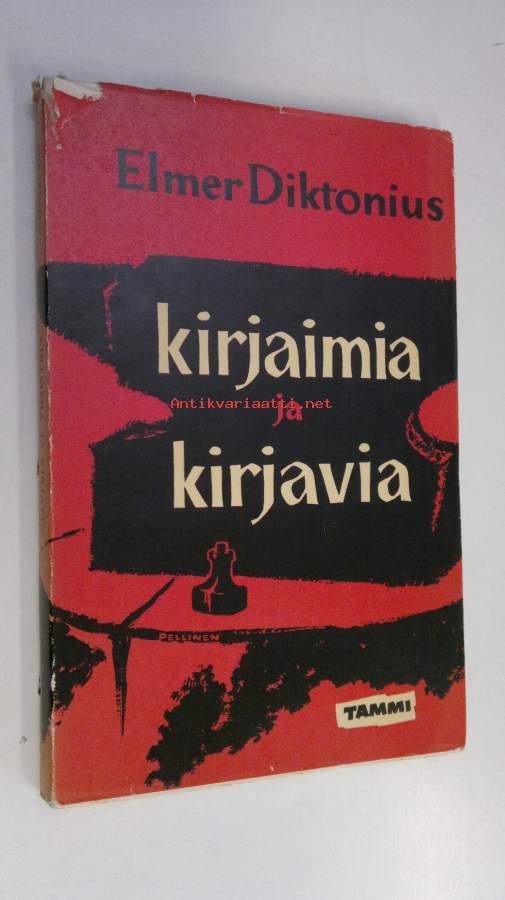 Elmer Diktonius
kirjaimia
Antikvariaatti.net
ja
kirjavia
PELLINEN
TAMMI